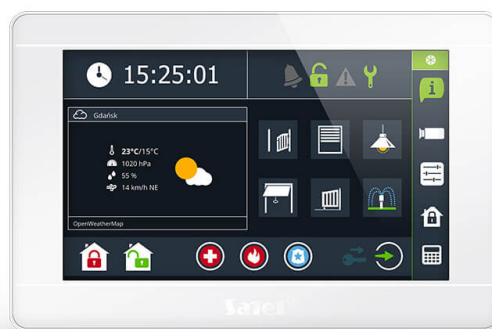 15:25:01
Gdańsk
23°C/15°C
1020 hPa
55 %
14 km/h NE
OpenWeatherMap
Satel